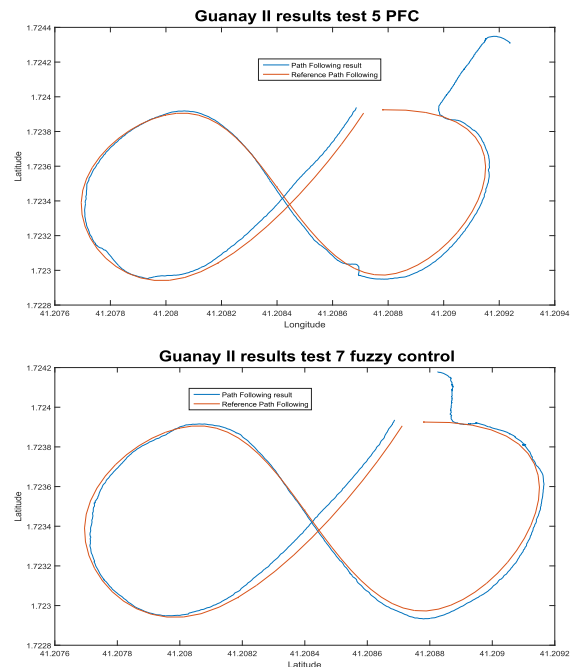 Guanay II results test 5 PFC
1.7244
1.7242
1.724
1.7238
1.7236
1.7234
1.7232
1.723
1.7228
Latitude
Path Following result
Reference Path Following
41.2076 41.2078 41.208 41.2082 41.2084 41.2086 41.2088 41.209 41.2092 41.2094
Longitude
Guanay II results test 7 fuzzy control
1.7242
1.724
1.7238
1.7236
1.7234
1.7232
1.723
1.7228
Latitude
Path Following result
Reference Path Following
41.2076 41.2078 41.208 41.2082 41.2084 41.2086 41.2088 41.209 41.2092
Latitude